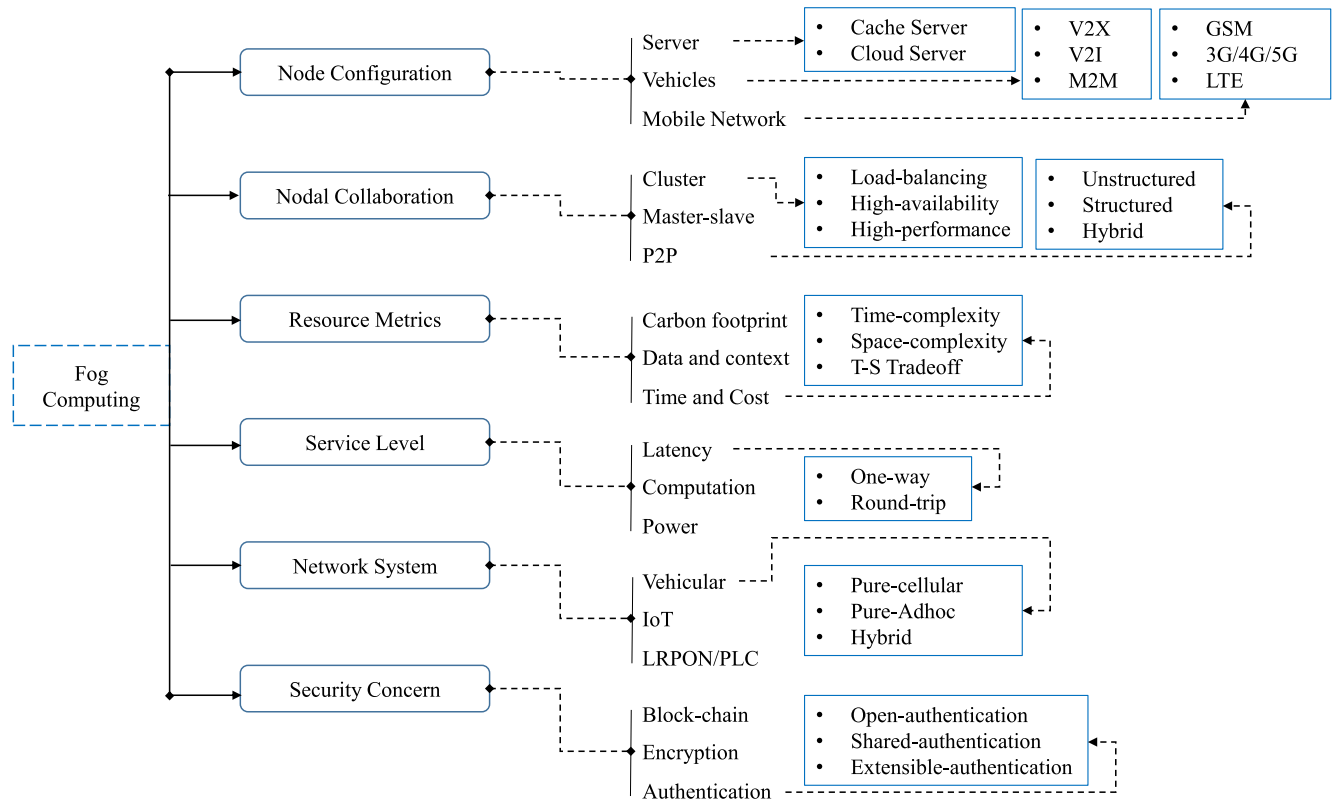 Fog
Computing
Node Configuration
Server
Vehicles
Mobile Network
• Cache Server
• Cloud Server
• V2X
• V2I
• M2M
• GSM
• 3G/4G/5G
• LTE
Nodal Collaboration
Cluster
Master-slave
P2P
• Load-balancing
• High-availability
• High-performance
• Unstructured
• Structured
• Hybrid
Resource Metrics
Carbon footprint
Data and context
Time and Cost
• Time-complexity
• Space-complexity
• T-S Tradeoff
Service Level
Latency
Computation
Power
• One-way
• Round-trip
Network System
Vehicular
IoT
LRPON/PLC
• Pure-cellular
• Pure-Adhoc
• Hybrid
Security Concern
Block-chain
Encryption
Authentication
• Open-authentication
• Shared-authentication
• Extensible-authentication